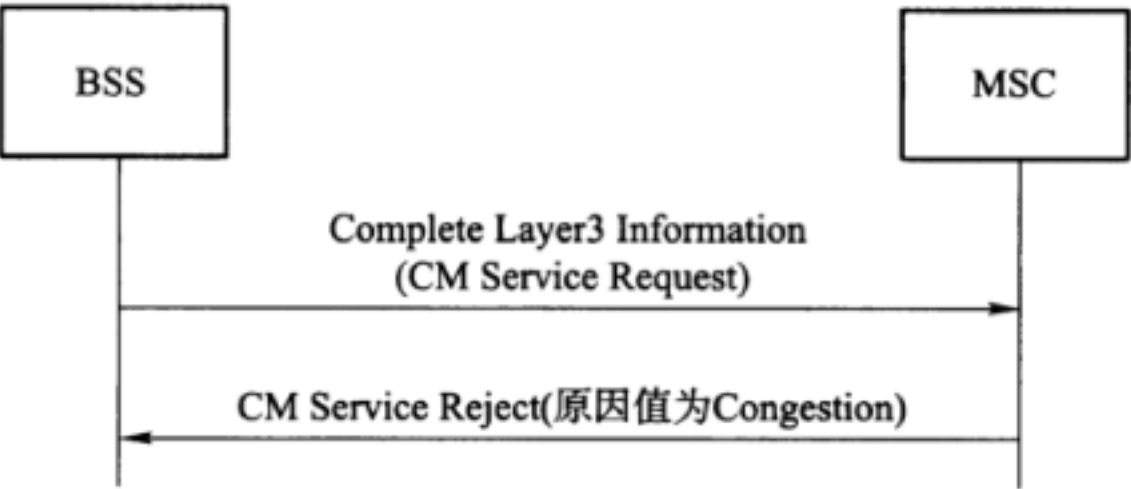 BSS
MSC
Complete Layer3 Information
(CM Service Request)
CM Service Reject(原因值为Congestion)